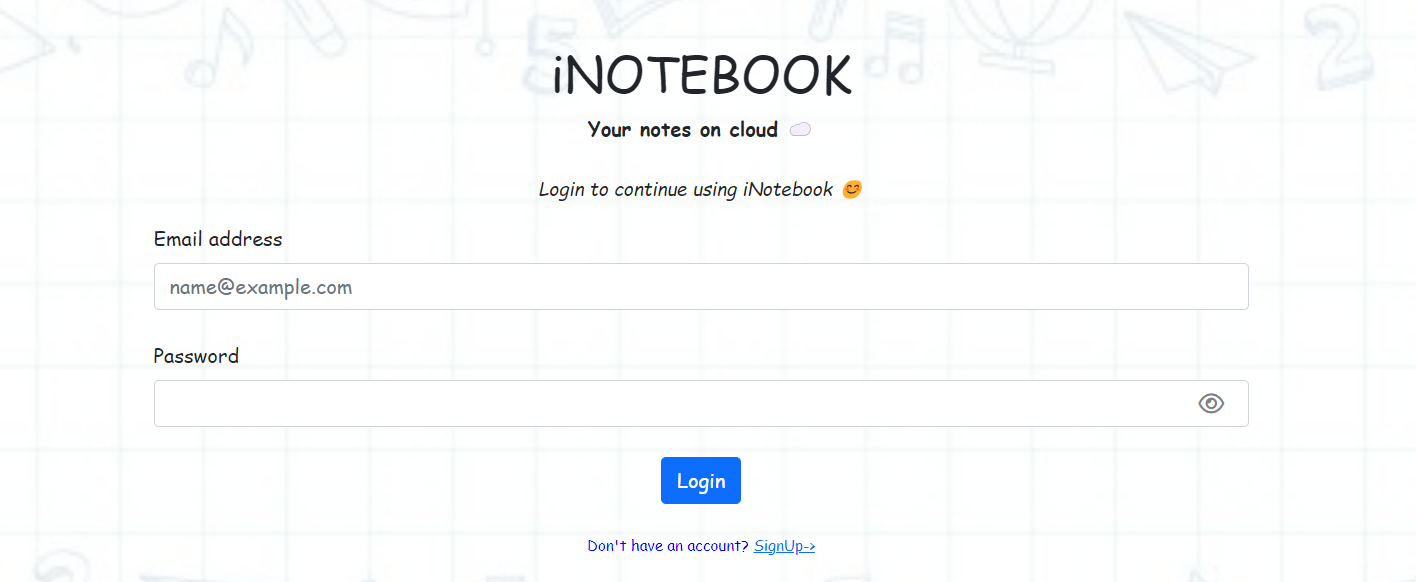 iNOTEBOOK
Your notes on cloud ☁️
Login to continue using iNotebook 😊
Email address
name@example.com
Password
Login
Don't have an account? SignUp->
5
2